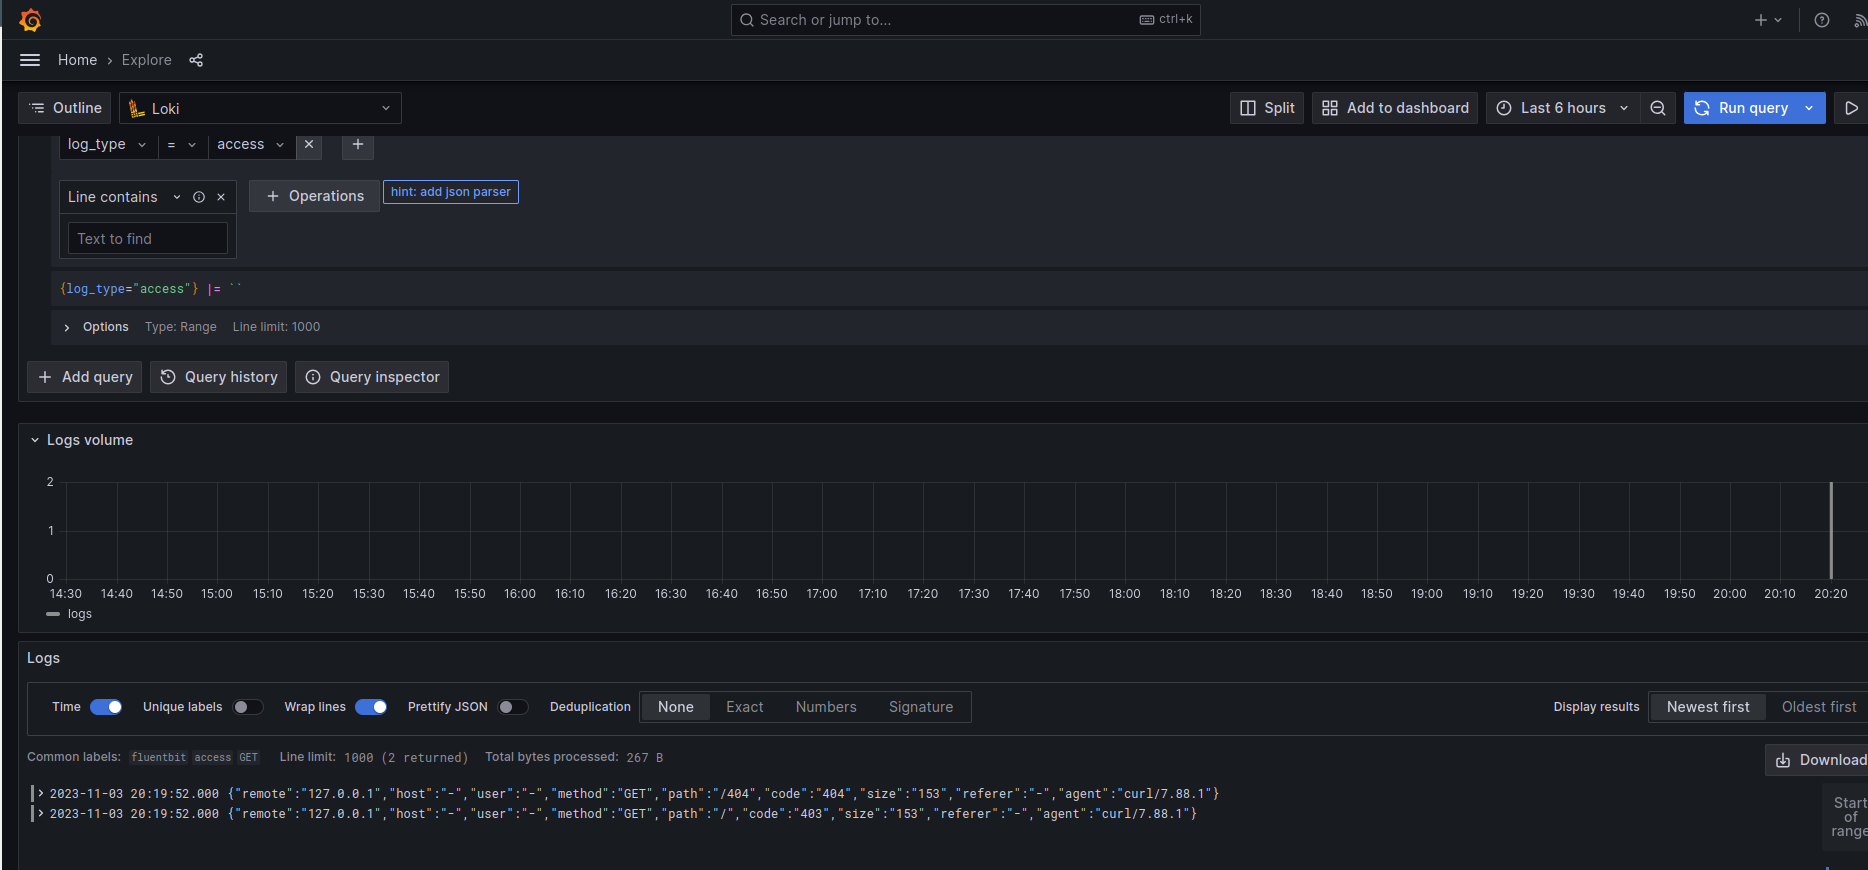 Search or jump to... ctrl+k
Home › Explore
Outline Loki Split Add to dashboard Last 6 hours Run query
log_type = access
Line contains + Operations hint: add json parser
Text to find
{log_type="access"} |= ``
Options Type: Range Line limit: 1000
+ Add query Query history Query inspector
Logs volume
2
1
0
14:30 14:40 14:50 15:00 15:10 15:20 15:30 15:40 15:50 16:00 16:10 16:20 16:30 16:40 16:50 17:00 17:10 17:20 17:30 17:40 17:50 18:00 18:10 18:20 18:30 18:40 18:50 19:00 19:10 19:20 19:30 19:40 19:50 20:00 20:10 20:20
logs
Logs
Time Unique labels Wrap lines Prettify JSON Deduplication None Exact Numbers Signature Display results Newest first Oldest first
Common labels: fluentbit access GET Line limit: 1000 (2 returned) Total bytes processed: 267 B Download
2023-11-03 20:19:52.000 {"remote":"127.0.0.1","host":"-","user":"-","method":"GET","path":"/404","code":"404","size":"153","referer":"-","agent":"curl/7.88.1"}
2023-11-03 20:19:52.000 {"remote":"127.0.0.1","host":"-","user":"-","method":"GET","path":"/","code":"403","size":"153","referer":"-","agent":"curl/7.88.1"}
Start
of
range